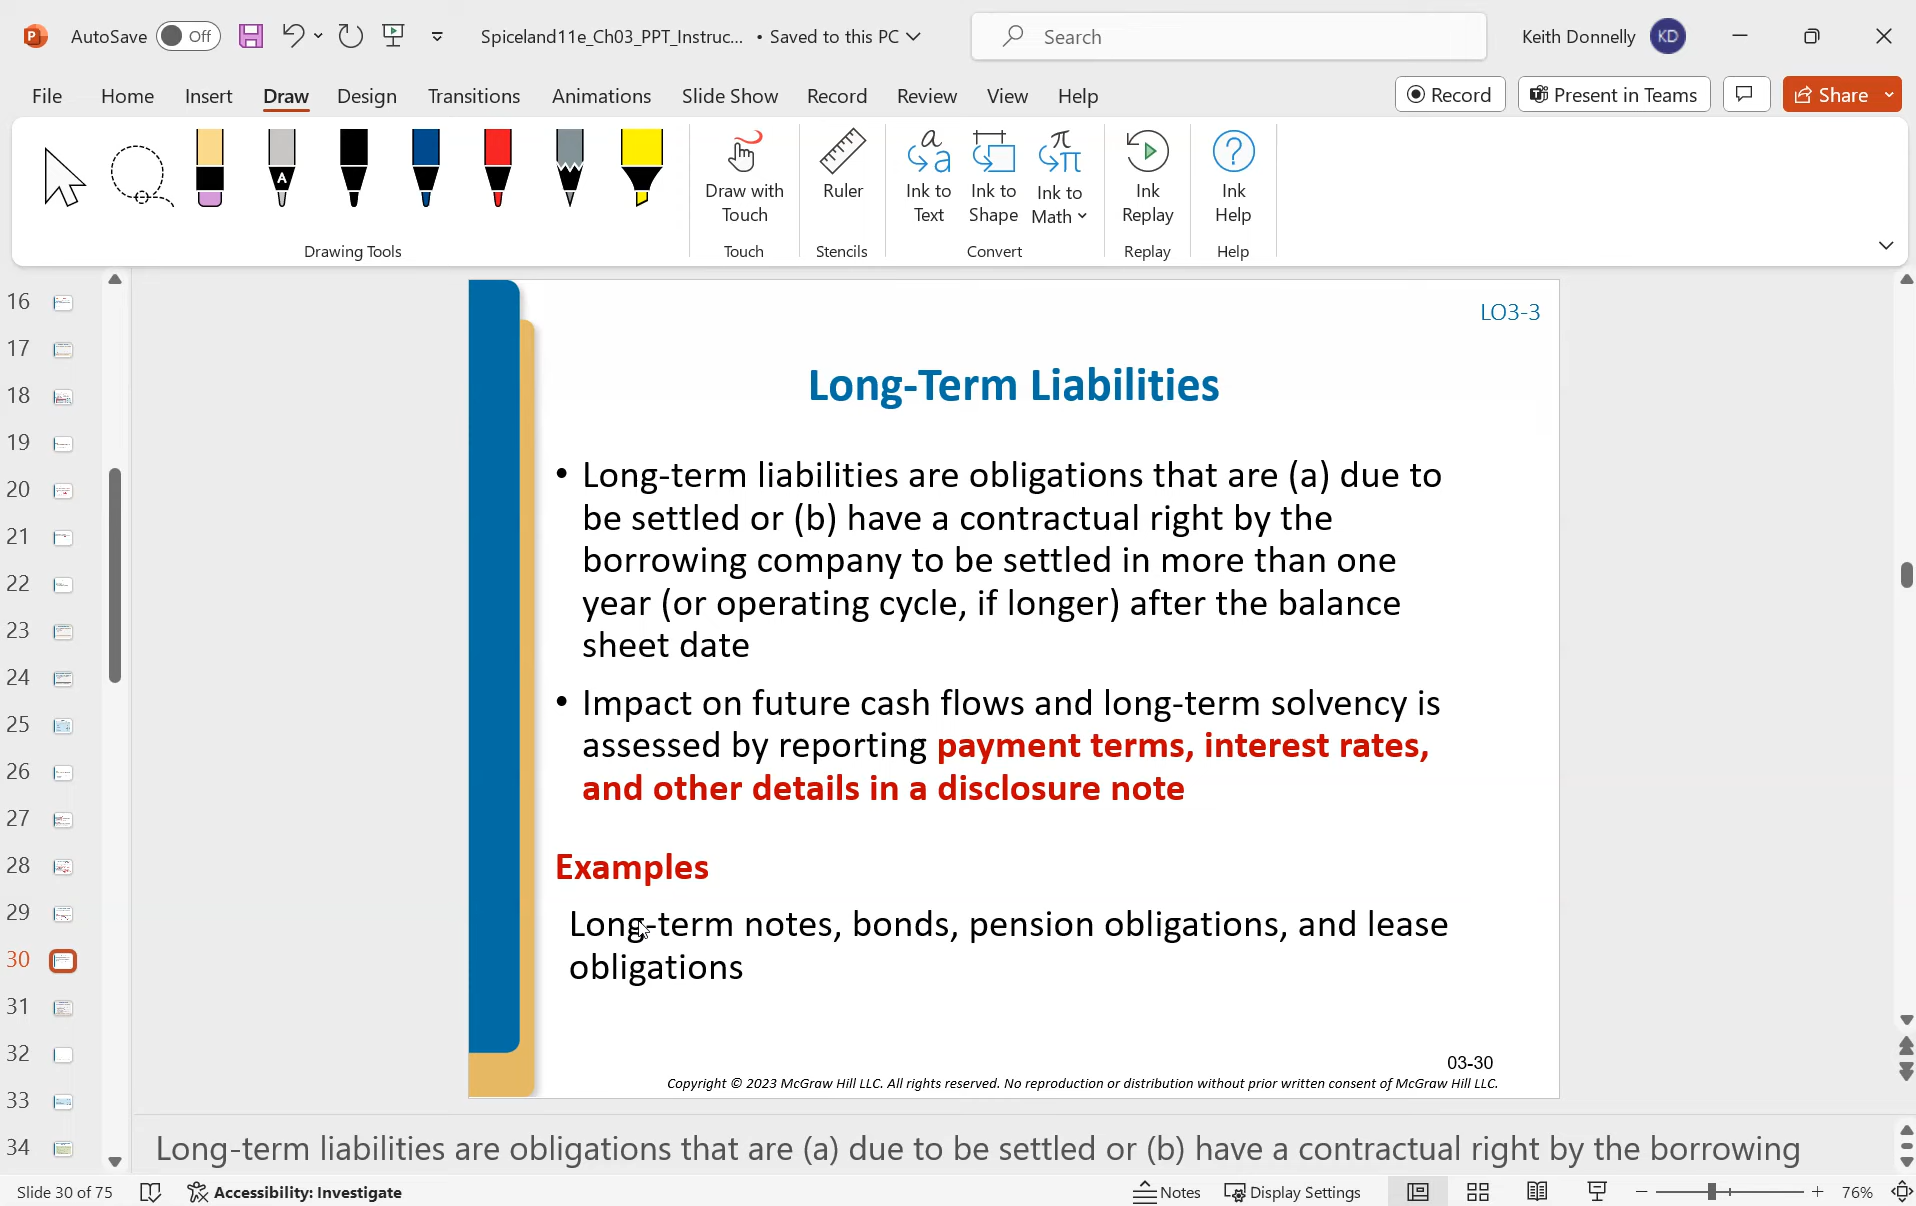 AutoSave Off Spiceland11e_Ch03_PPT_Instruc... • Saved to this PC Search Keith Donnelly KD
File Home Insert Draw Design Transitions Animations Slide Show Record Review View Help Record Present in Teams Share
A
Draw with Touch
Ruler
Ink to Text
Ink to Shape
Ink to Math
Ink Replay
Ink Help
Drawing Tools Touch Stencils Convert Replay Help
16
17
18
19
20
21
22
23
24
25
26
27
28
29
30
31
32
33
34
LO3-3
Long-Term Liabilities
• Long-term liabilities are obligations that are (a) due to
be settled or (b) have a contractual right by the
borrowing company to be settled in more than one
year (or operating cycle, if longer) after the balance
sheet date
• Impact on future cash flows and long-term solvency is
assessed by reporting payment terms, interest rates,
and other details in a disclosure note
Examples
Long-term notes, bonds, pension obligations, and lease
obligations
03-30
Copyright © 2023 McGraw Hill LLC. All rights reserved. No reproduction or distribution without prior written consent of McGraw Hill LLC.
Long-term liabilities are obligations that are (a) due to be settled or (b) have a contractual right by the borrowing
Slide 30 of 75 Accessibility: Investigate Notes Display Settings 76%